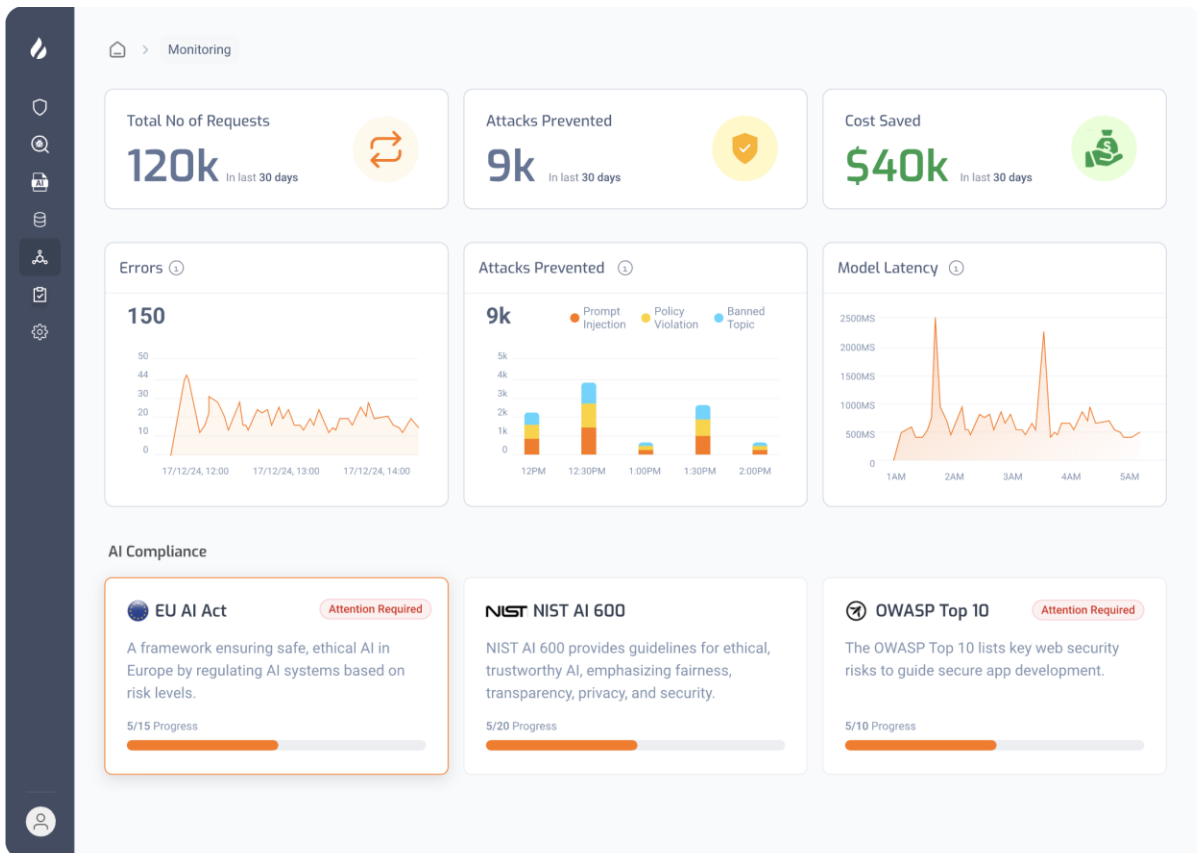 Monitoring
Total No of Requests
120k In last 30 days
Attacks Prevented
9k In last 30 days
Cost Saved
$40k In last 30 days
Errors
150
50
44
30
20
10
0
17/12/24, 12:00 17/12/24, 13:00 17/12/24, 14:00
Attacks Prevented
9k
Prompt Injection
Policy Violation
Banned Topic
5k
4k
3k
2k
1k
0
12PM 12:30PM 1:00PM 1:30PM 2:00PM
Model Latency
2500MS
2000MS
1500MS
1000MS
500MS
0
1AM 2AM 3AM 4AM 5AM
AI Compliance
EU AI Act
Attention Required
A framework ensuring safe, ethical AI in
Europe by regulating AI systems based on
risk levels.
5/15 Progress
NIST NIST AI 600
NIST AI 600 provides guidelines for ethical,
trustworthy AI, emphasizing fairness,
transparency, privacy, and security.
5/20 Progress
OWASP Top 10
Attention Required
The OWASP Top 10 lists key web security
risks to guide secure app development.
5/10 Progress
AI